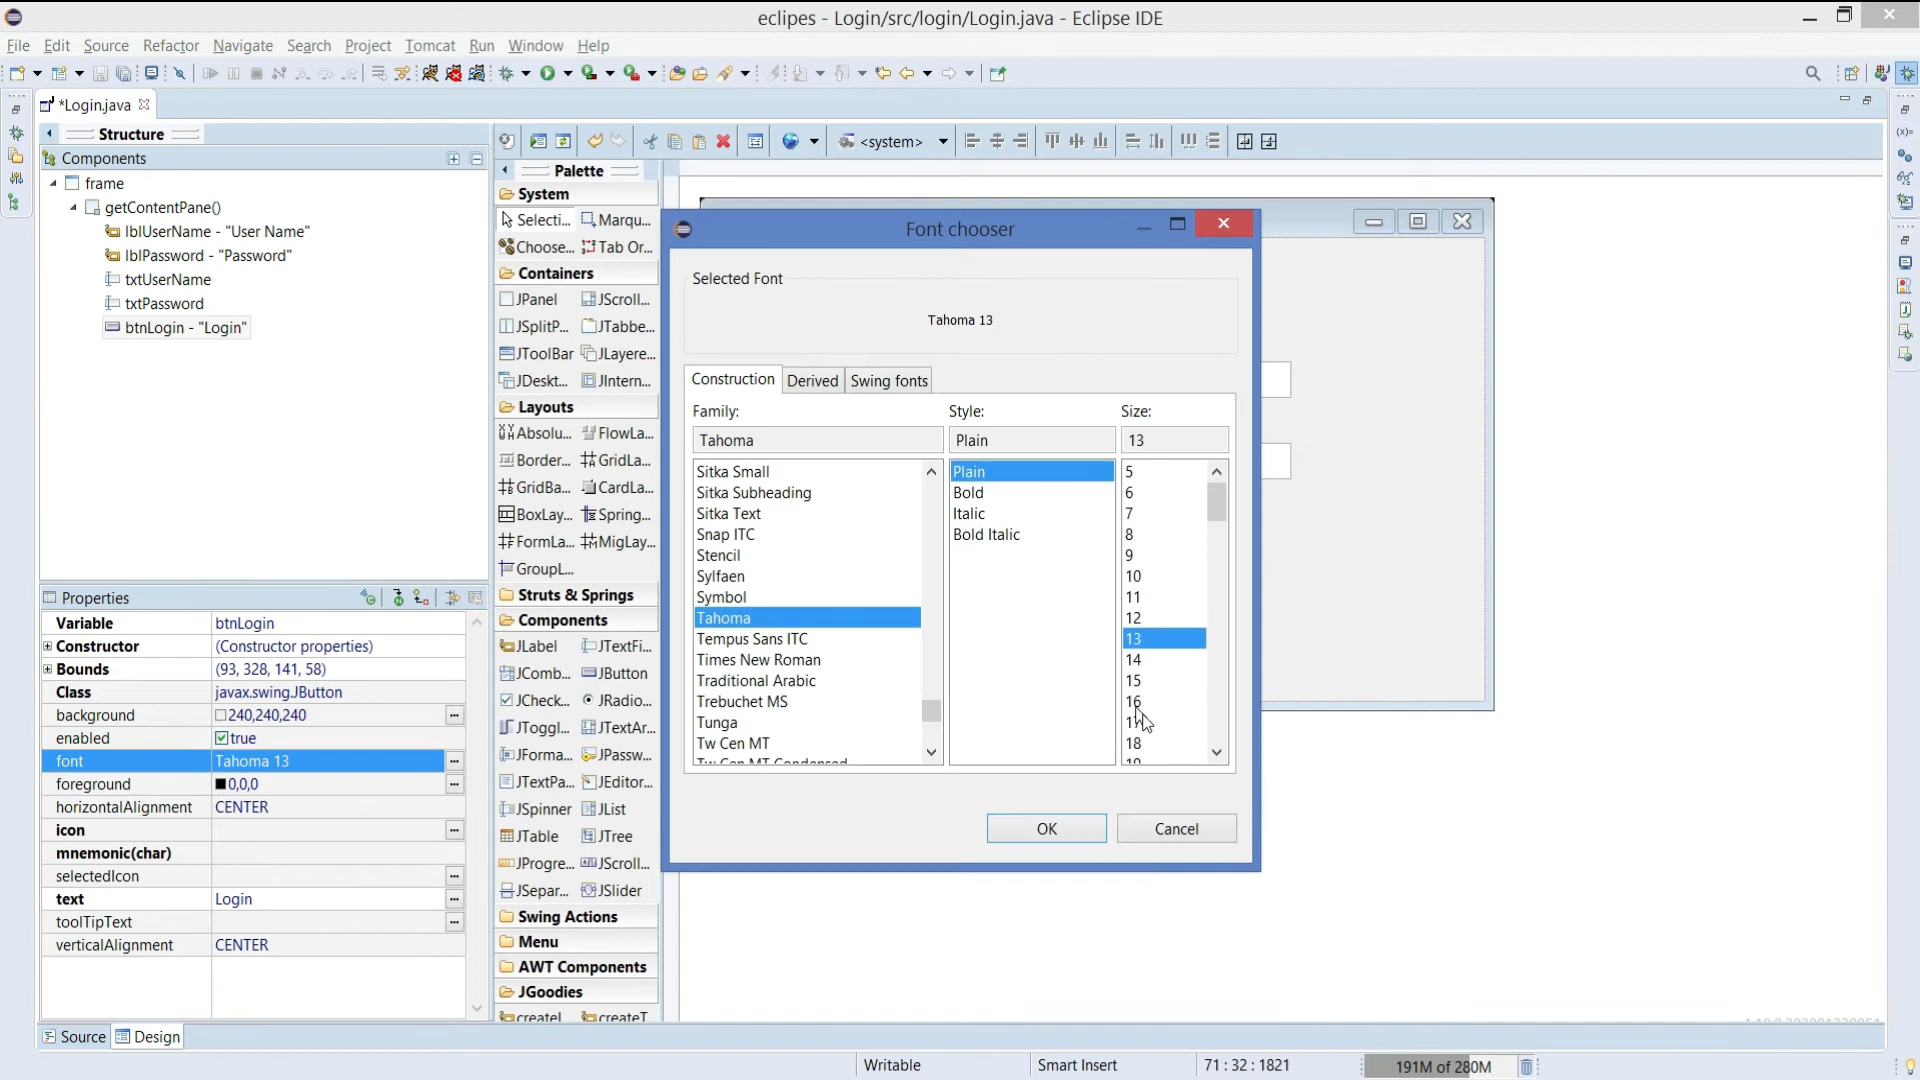 eclipes - Login/src/login/Login.java - Eclipse IDE
File Edit Source Refactor Navigate Search Project Tomcat Run Window Help
*Login.java
Structure
Components
frame
getContentPane()
lblUserName - "User Name"
lblPassword - "Password"
txtUserName
txtPassword
btnLogin - "Login"
Properties
Variable btnLogin
Constructor (Constructor properties)
Bounds (93, 328, 141, 58)
Class javax.swing.JButton
background 240,240,240
enabled true
font Tahoma 13
foreground 0,0,0
horizontalAlignment CENTER
icon
mnemonic(char)
selectedIcon
text Login
toolTipText
verticalAlignment CENTER
<system>
Palette
System
Selecti... Marqu...
Choose... Tab Or...
Containers
JPanel JScroll...
JSplitP... JTabbe...
JToolBar JLayere...
JDeskt... JIntern...
Layouts
Absolu... FlowLa...
Border... GridLa...
GridBa... CardLa...
BoxLay... Spring...
FormLa... MigLay...
GroupL...
Struts & Springs
Components
JLabel JTextFi...
JComb... JButton
JCheck... JRadio...
JToggl... JTextAr...
JForma... JPassw...
JTextPa... JEditor...
JSpinner JList
JTable JTree
JProgre... JScroll...
JSepar... JSlider
Swing Actions
Menu
AWT Components
JGoodies
createL createT
Font chooser
Selected Font
Tahoma 13
Construction Derived Swing fonts
Family: Style: Size:
Tahoma Plain 13
Sitka Small
Sitka Subheading
Sitka Text
Snap ITC
Stencil
Sylfaen
Symbol
Tahoma
Tempus Sans ITC
Times New Roman
Traditional Arabic
Trebuchet MS
Tunga
Tw Cen MT
Tw Cen MT Condensed
Plain
Bold
Italic
Bold Italic
5
6
7
8
9
10
11
12
13
14
15
16
17
18
19
OK Cancel
Source Design
Writable Smart Insert 71 : 32 : 1821 191M of 280M